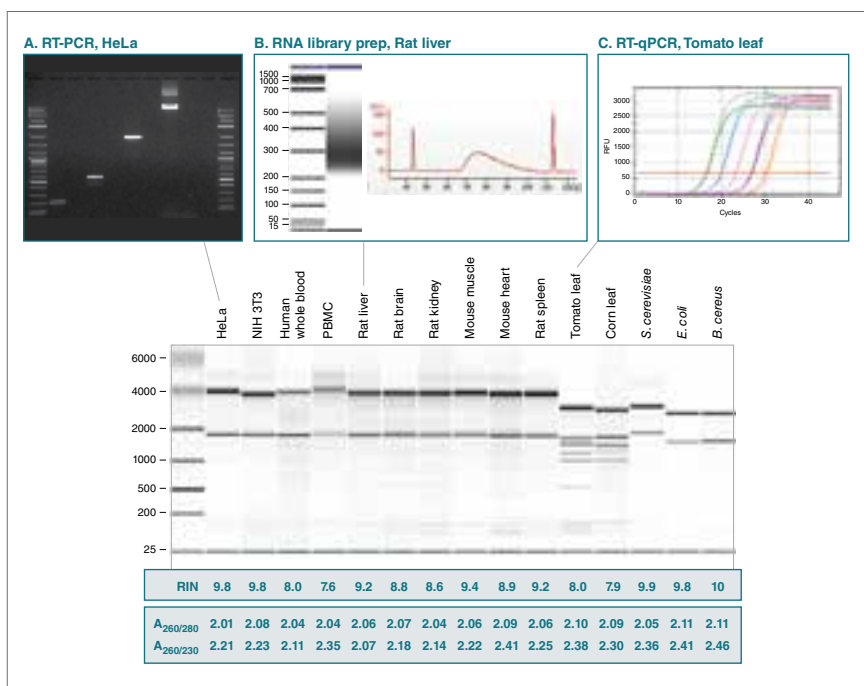 A. RT-PCR, HeLa
B. RNA library prep, Rat liver
C. RT-qPCR, Tomato leaf
1500
1000
700
500
400
300
200
150
100
50
15
RFU
3000
2500
2000
1500
1000
500
0
0 10 20 30 40 50
Cycles
HeLa
NIH 3T3
Human whole blood
PBMC
Rat liver
Rat brain
Rat kidney
Mouse muscle
Mouse heart
Rat spleen
Tomato leaf
Corn leaf
S. cerevisiae
E. coli
B. cereus
6000
4000
2000
1000
500
200
25
RIN 9.8 9.8 8.0 7.6 9.2 8.8 8.6 9.4 8.9 9.2 8.0 7.9 9.9 9.8 10
A260/280 2.01 2.08 2.04 2.04 2.06 2.07 2.04 2.06 2.09 2.06 2.10 2.09 2.05 2.11 2.11
A260/230 2.21 2.23 2.11 2.35 2.07 2.18 2.14 2.22 2.41 2.25 2.38 2.30 2.36 2.41 2.46